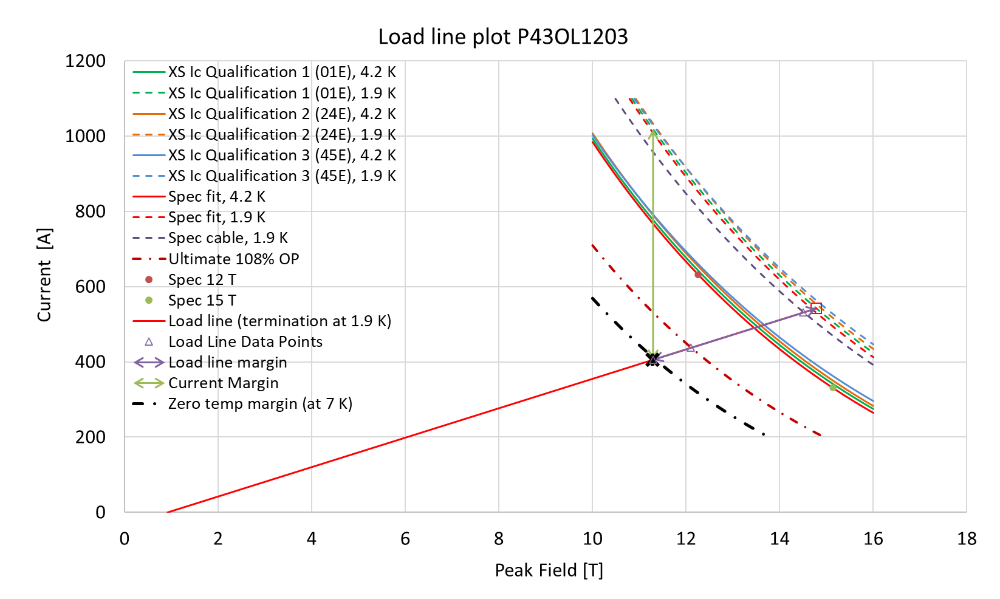 Load line plot P43OL1203
1200
1000
800
600
400
200
0
Current [A]
XS Ic Qualification 1 (01E), 4.2 K
XS Ic Qualification 1 (01E), 1.9 K
XS Ic Qualification 2 (24E), 4.2 K
XS Ic Qualification 2 (24E), 1.9 K
XS Ic Qualification 3 (45E), 4.2 K
XS Ic Qualification 3 (45E), 1.9 K
Spec fit, 4.2 K
Spec fit, 1.9 K
Spec cable, 1.9 K
Ultimate 108% OP
Spec 12 T
Spec 15 T
Load line (termination at 1.9 K)
Load Line Data Points
Load line margin
Current Margin
Zero temp margin (at 7 K)
0 2 4 6 8 10 12 14 16 18
Peak Field [T]